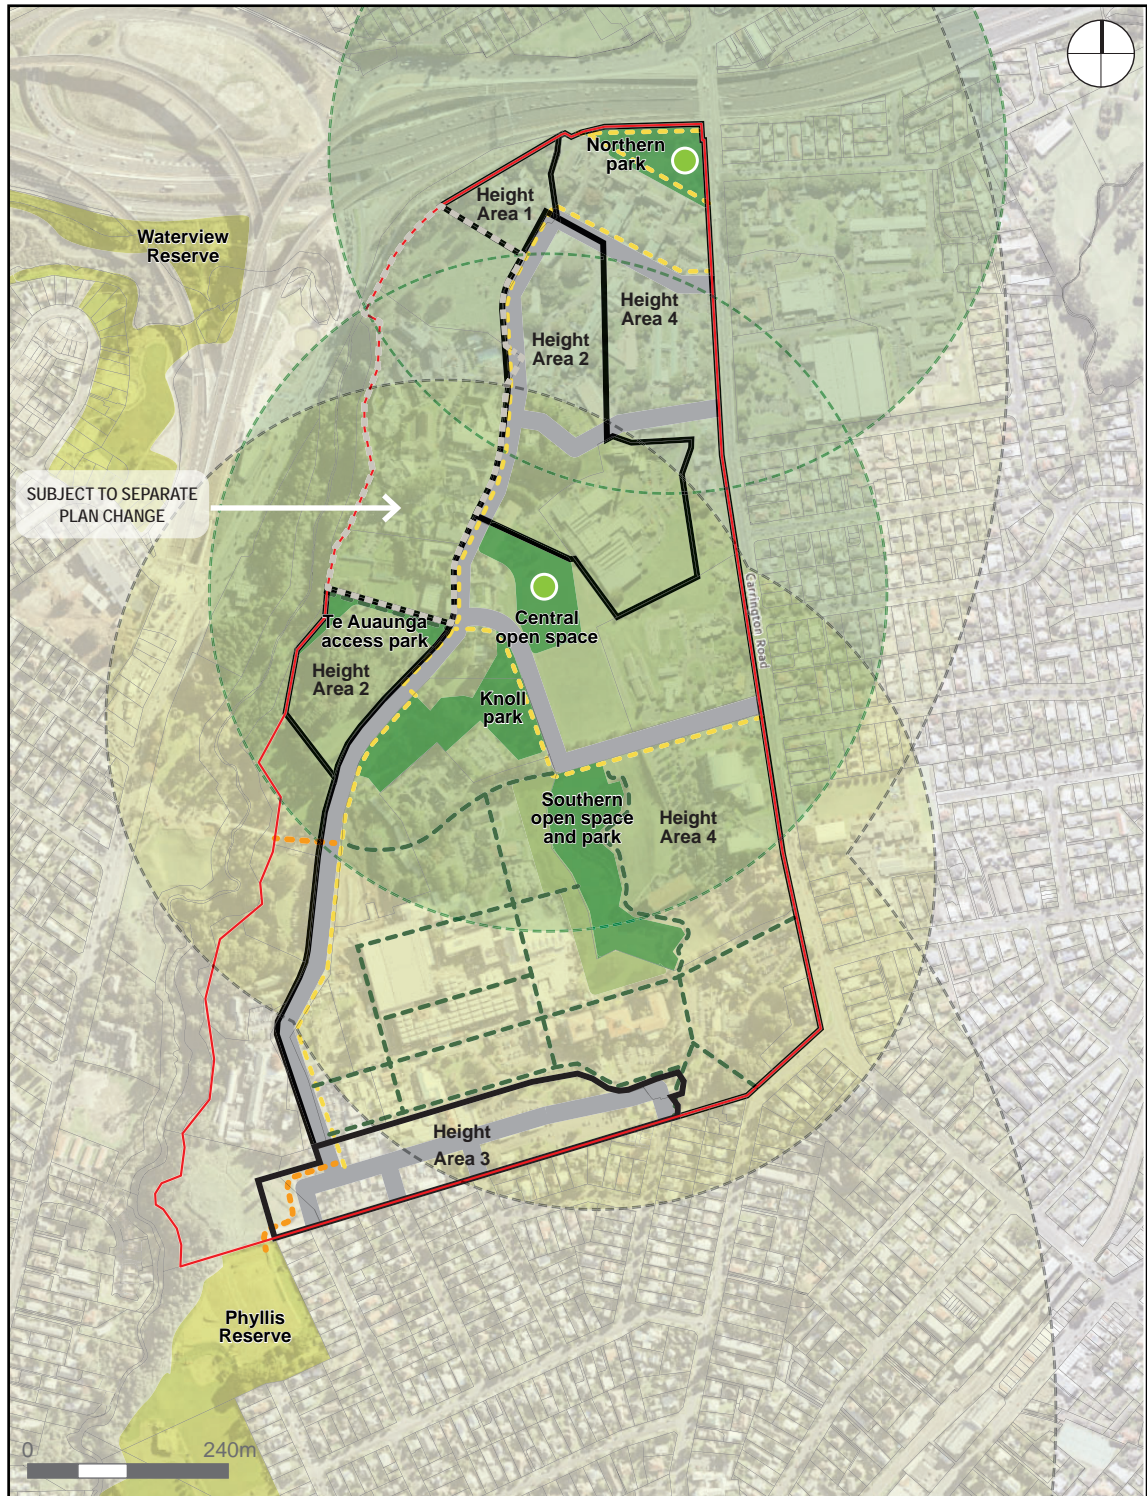 Northern
park
Height
Area 1
Waterview
Reserve
Height
Area 4
Height
Area 2
SUBJECT TO SEPARATE
PLAN CHANGE
Carrington Road
Te Auaunga
access park
Central
open space
Height
Area 2
Knoll
park
Southern
open space
and park
Height
Area 4
Height
Area 3
Phyllis
Reserve
0 240m